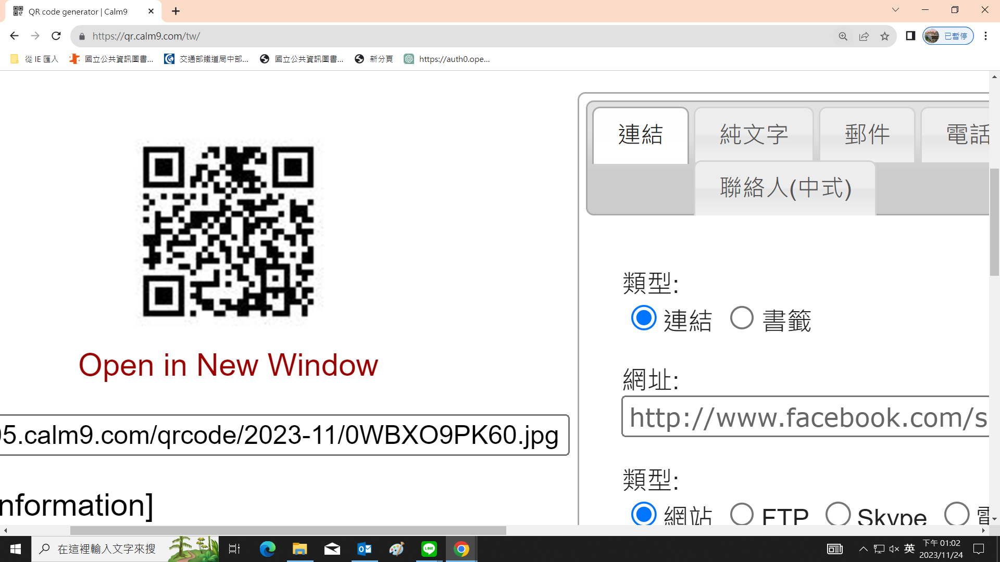 QR code generator | Calm9
https://qr.calm9.com/tw/
已暫停
從 IE 匯入
國立公共資訊圖書...
交通部鐵道局中部...
國立公共資訊圖書...
新分頁
https://auth0.ope...
連結
純文字
郵件
電話
聯絡人(中式)
Open in New Window
5.calm9.com/qrcode/2023-11/0WBXO9PK60.jpg
nformation]
類型:
連結
書籤
網址:
http://www.facebook.com/s
類型:
網站
FTP
Skype
在這裡輸入文字來搜
LINE
英
下午 01:02
2023/11/24